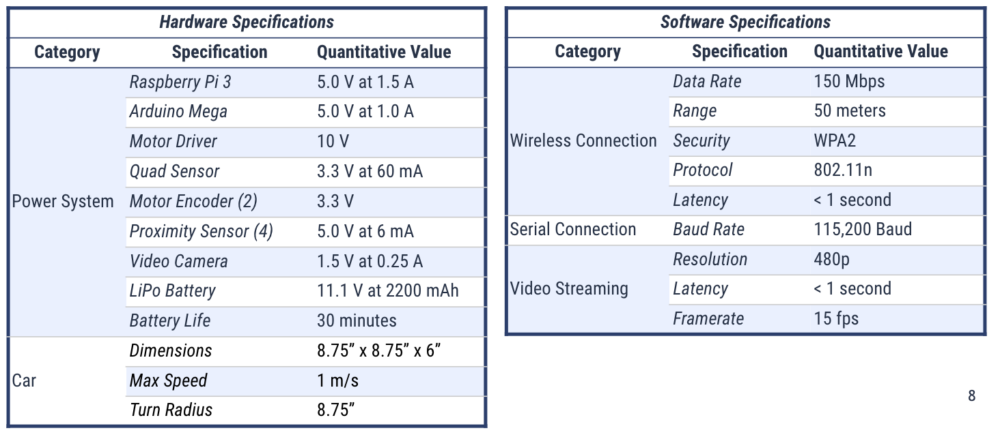 Hardware Specifications
Category Specification Quantitative Value
Power System
Raspberry Pi 3 5.0 V at 1.5 A
Arduino Mega 5.0 V at 1.0 A
Motor Driver 10 V
Quad Sensor 3.3 V at 60 mA
Motor Encoder (2) 3.3 V
Proximity Sensor (4) 5.0 V at 6 mA
Video Camera 1.5 V at 0.25 A
LiPo Battery 11.1 V at 2200 mAh
Battery Life 30 minutes
Car
Dimensions 8.75” x 8.75” x 6”
Max Speed 1 m/s
Turn Radius 8.75”
Software Specifications
Category Specification Quantitative Value
Wireless Connection
Data Rate 150 Mbps
Range 50 meters
Security WPA2
Protocol 802.11n
Latency < 1 second
Serial Connection Baud Rate 115,200 Baud
Video Streaming
Resolution 480p
Latency < 1 second
Framerate 15 fps
8